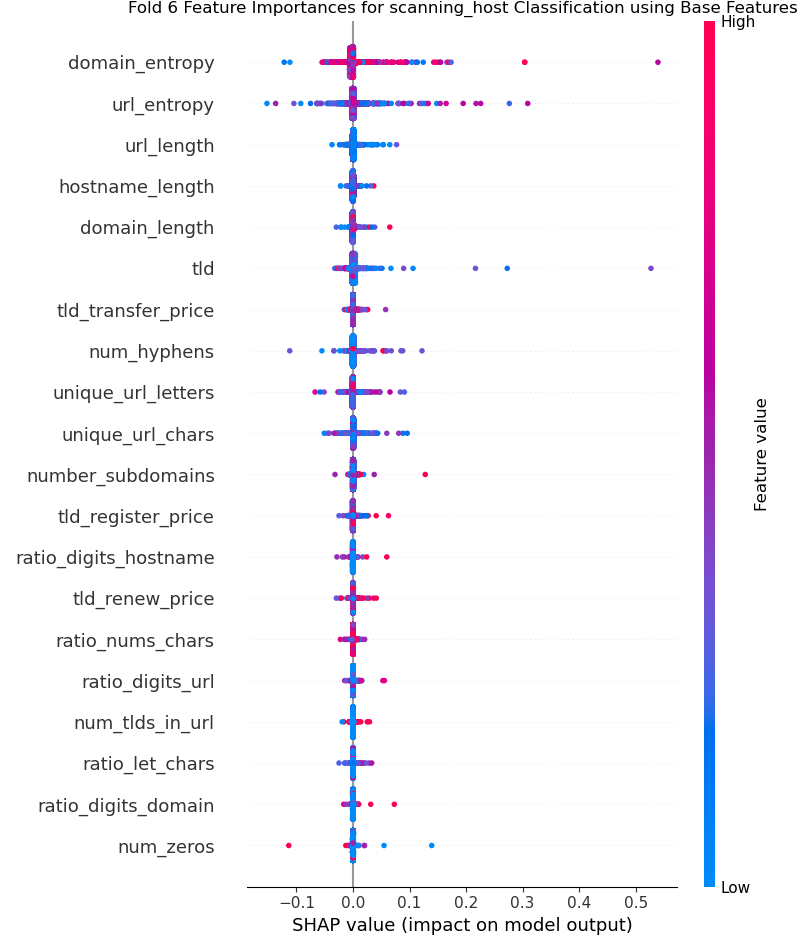 Fold 6 Feature Importances for scanning_host Classification using Base Features
High
domain_entropy
url_entropy
url_length
hostname_length
domain_length
tld
tld_transfer_price
num_hyphens
unique_url_letters
unique_url_chars
number_subdomains
tld_register_price
ratio_digits_hostname
tld_renew_price
ratio_nums_chars
ratio_digits_url
num_tlds_in_url
ratio_let_chars
ratio_digits_domain
num_zeros
Feature value
Low
−0.1 0.0 0.1 0.2 0.3 0.4 0.5
SHAP value (impact on model output)